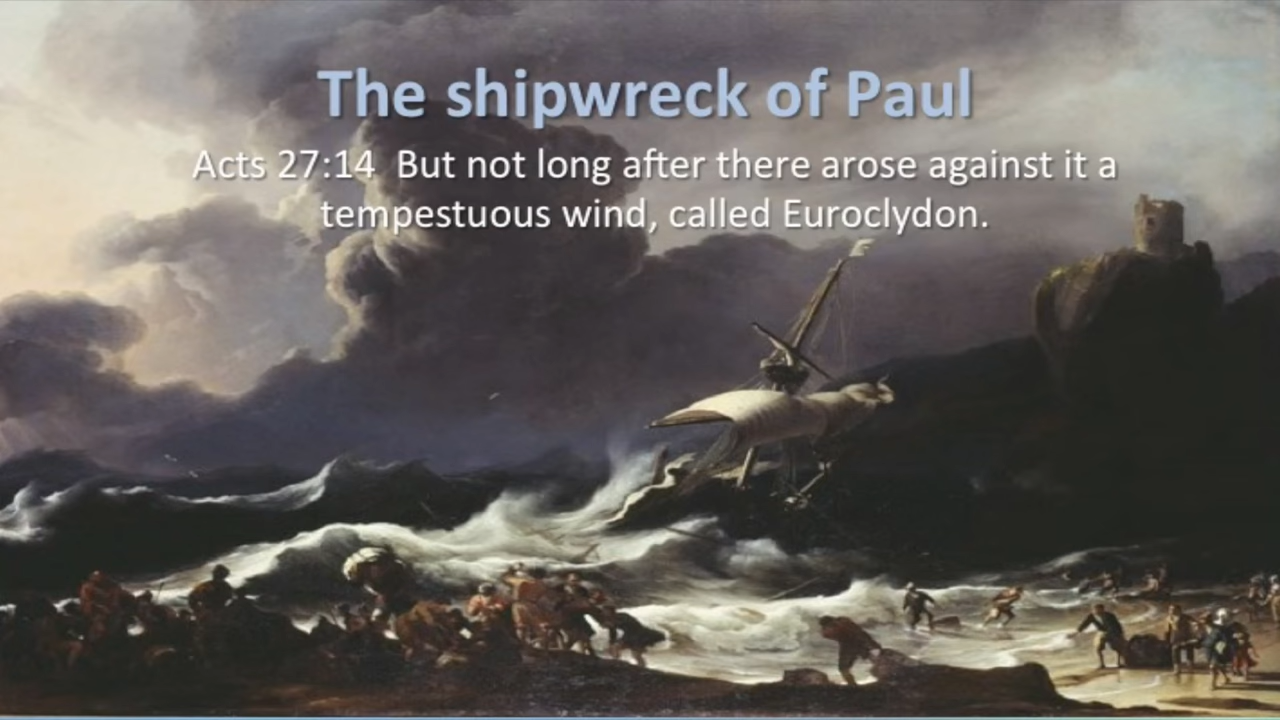 The shipwreck of Paul
Acts 27:14  But not long after there arose against it a
tempestuous wind, called Euroclydon.